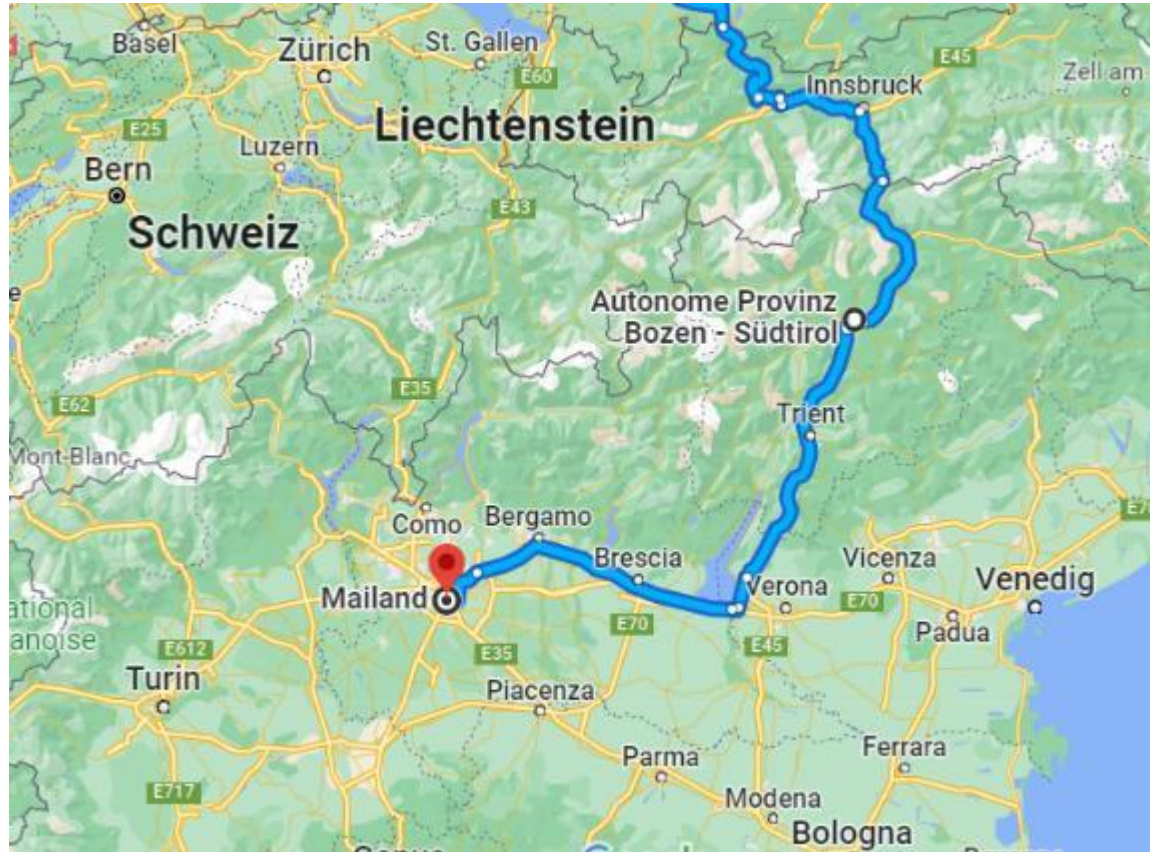 Basel
Zürich
St. Gallen
E60
Innsbruck
E45
Zell am
Liechtenstein
E25
Luzern
Bern
E43
Schweiz
Autonome Provinz
Bozen - Südtirol
E35
E62
Trient
Mont-Blanc
Como
Bergamo
Brescia
Vicenza
Mailand
Verona
Venedig
E70
E70
Padua
ational
anoise
E612
E35
E45
Turin
Piacenza
Parma
Ferrara
E717
Modena
Bologna